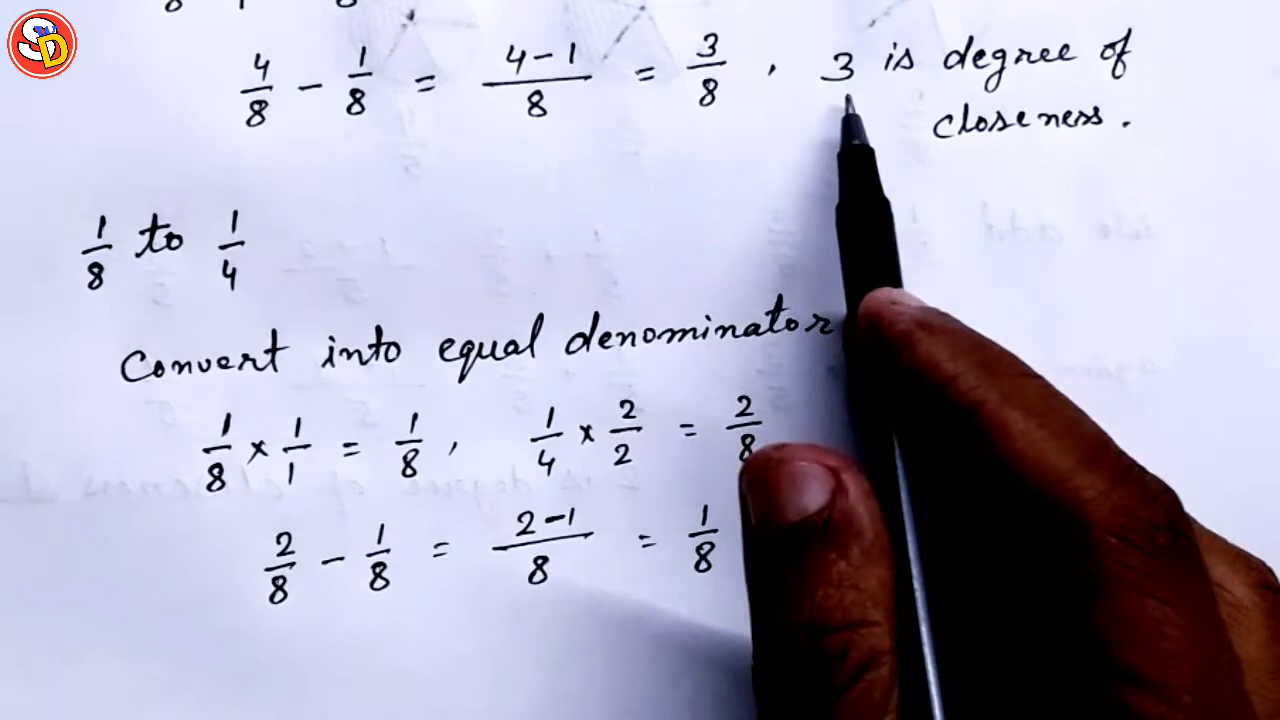 SD
4/8 - 1/8 = 4-1/8 = 3/8 , 3 is degree of
closeness.
1/8 to 1/4
Convert into equal denominator
1/8 × 1/1 = 1/8 , 1/4 × 2/2 = 2/8
2/8 - 1/8 = 2-1/8 = 1/8